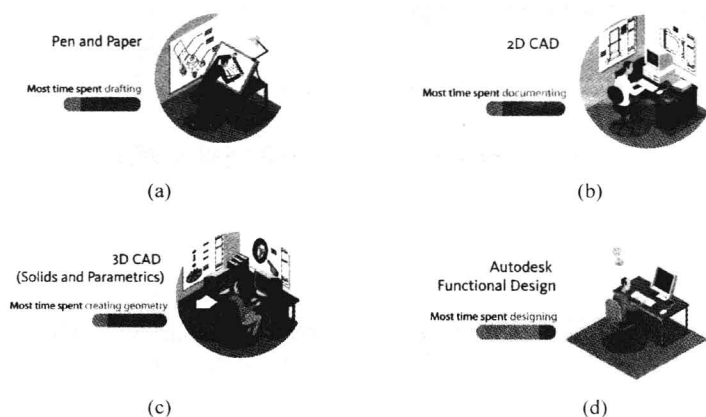 Pen and Paper
Most time spent drafting
(a)
2D CAD
Most time spent documenting
(b)
3D CAD
(Solids and Parametrics)
Most time spent creating geometry
(c)
Autodesk
Functional Design
Most time spent designing
(d)